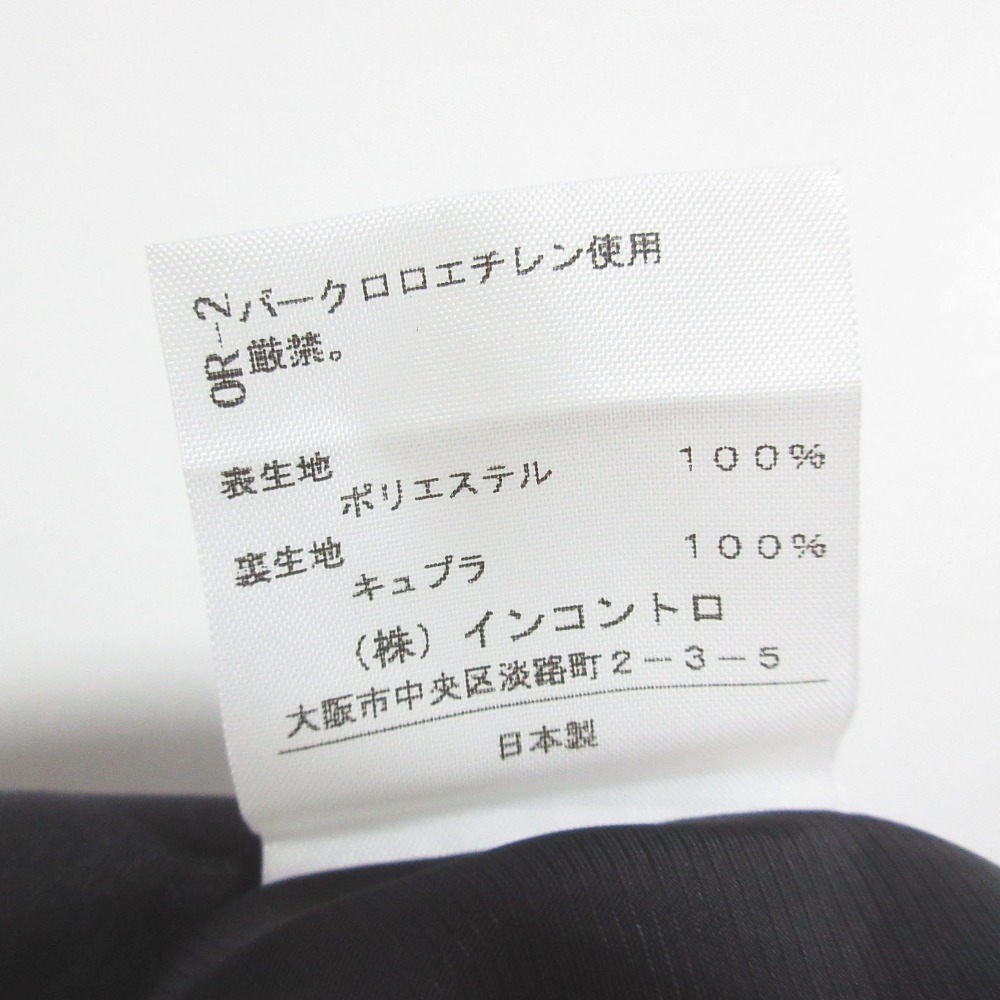 OR-2
パークロロエチレン使用
厳禁。
表生地
ポリエステル １００％
裏生地
キュプラ １００％
（株）インコントロ
大阪市中央区淡路町２－３－５
日本製